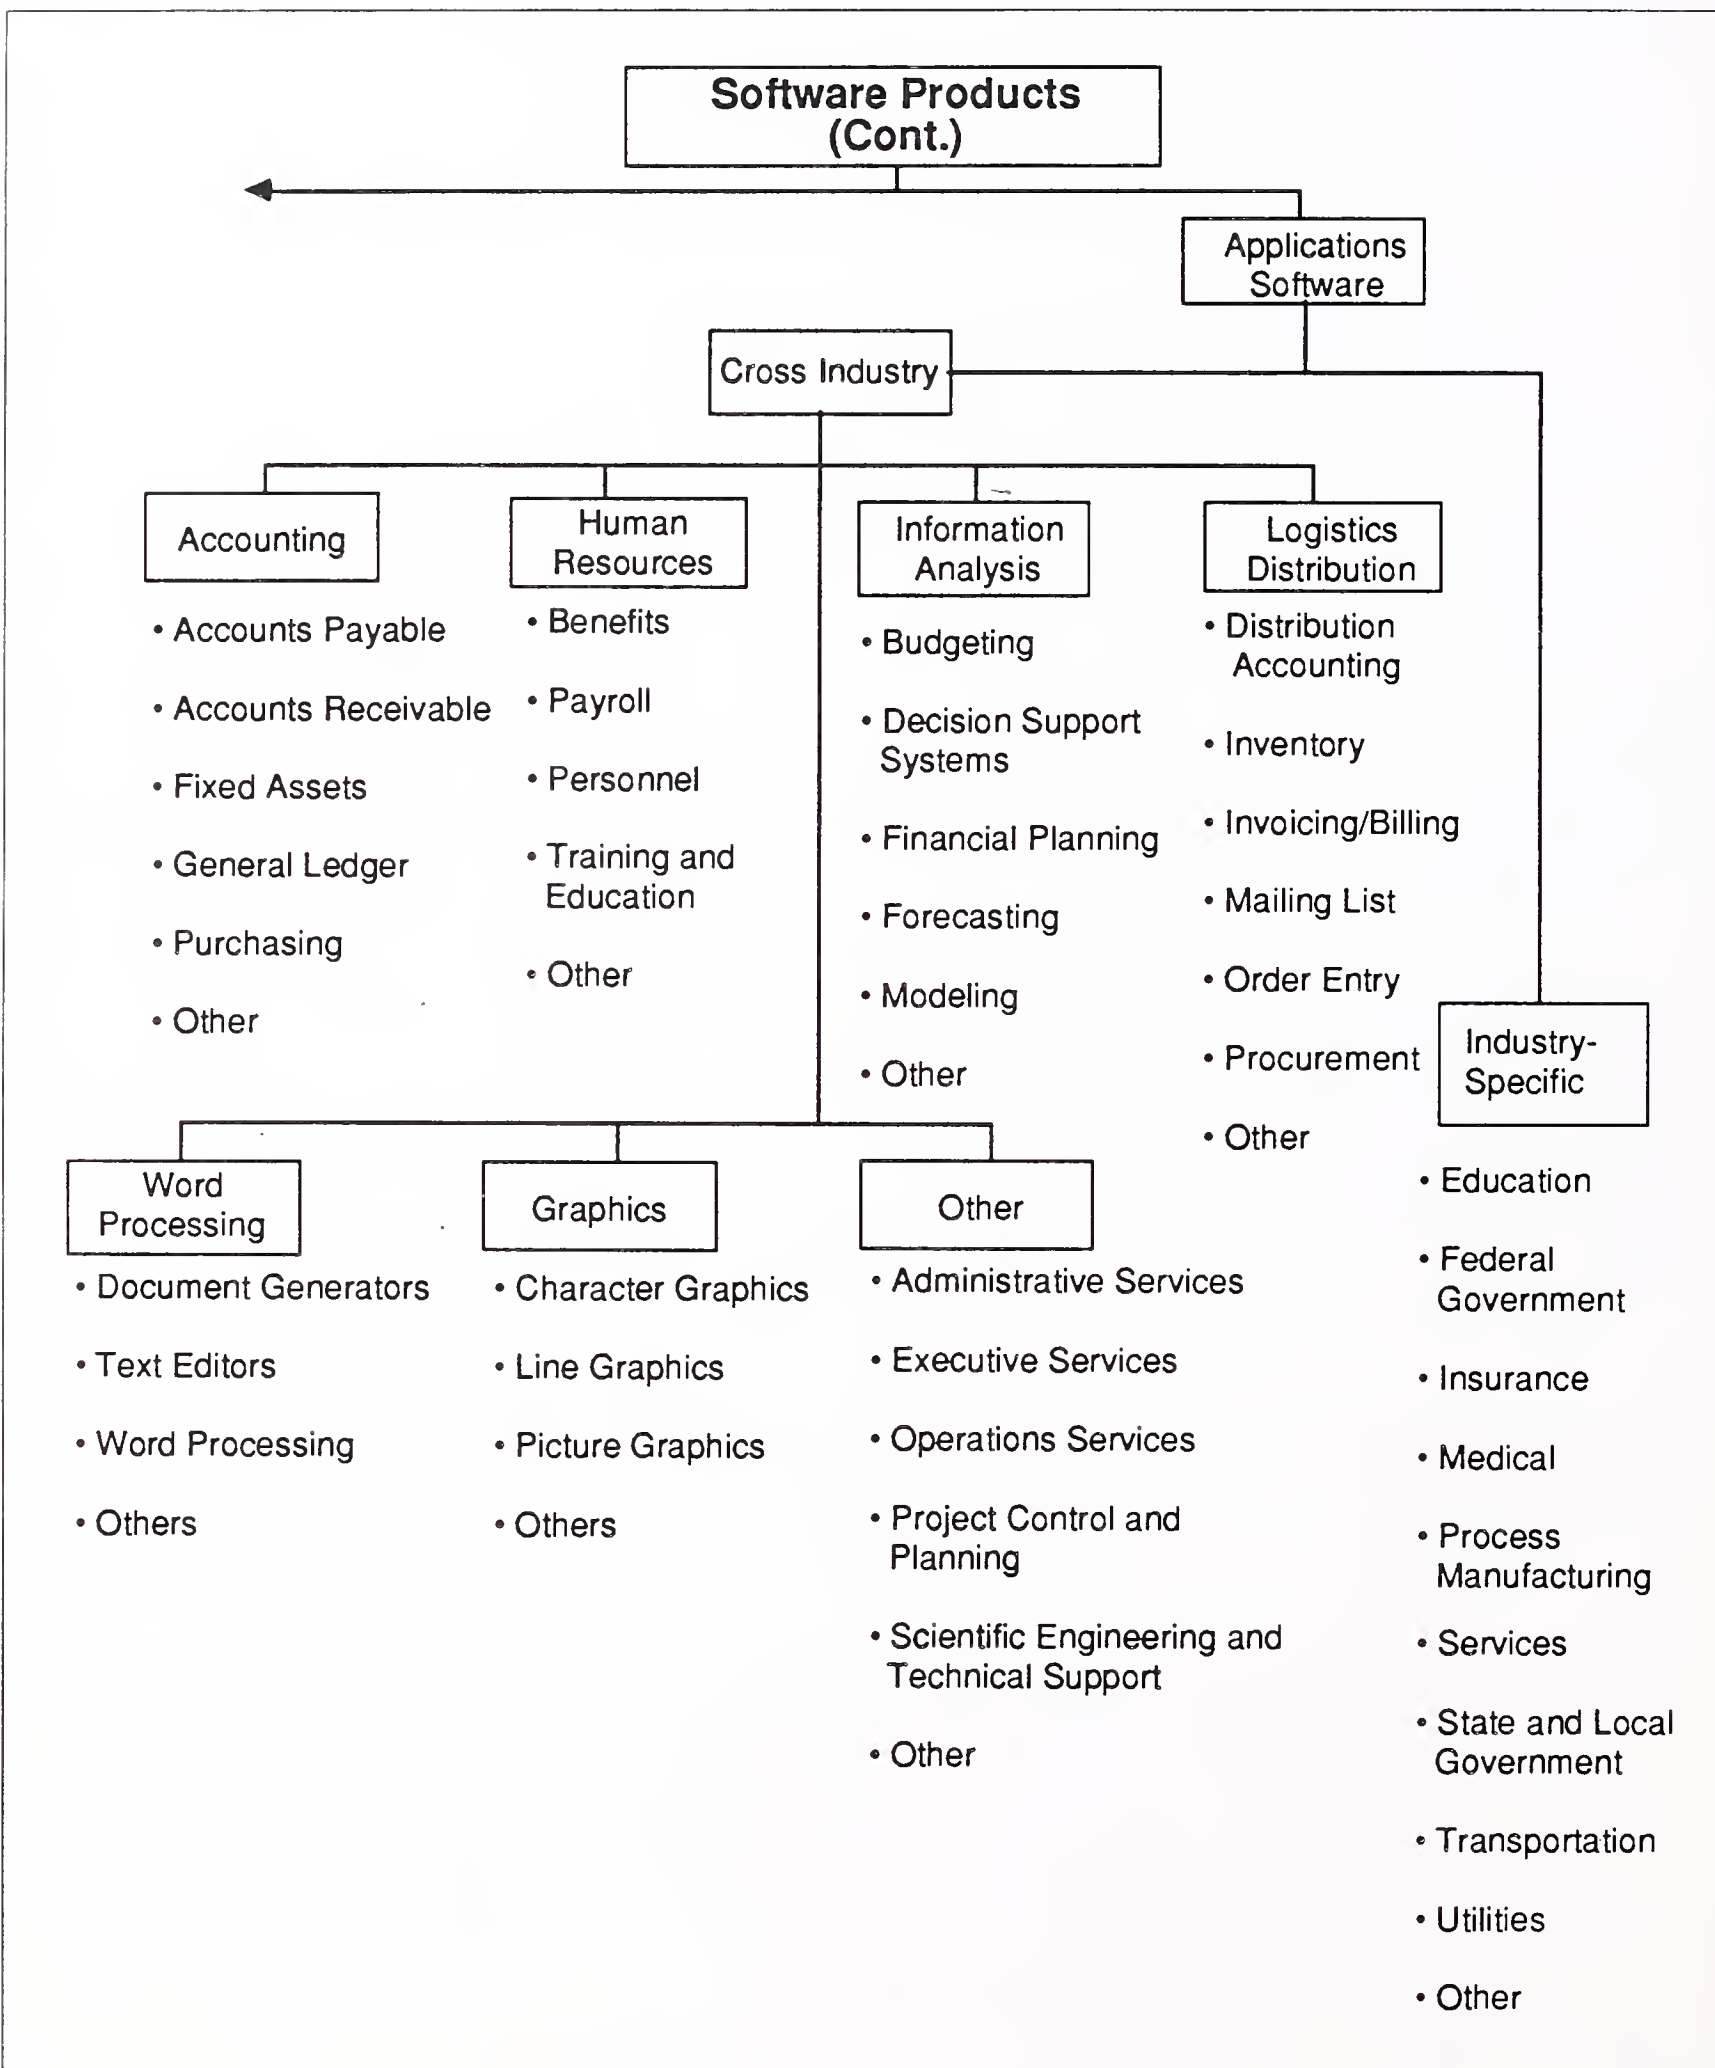 Software Products
(Cont.)
Applications
Software
Cross Industry
Accounting
• Accounts Payable
• Accounts Receivable
• Fixed Assets
• General Ledger
• Purchasing
• Other
Human
Resources
• Benefits
• Payroll
• Personnel
• Training and
Education
• Other
Information
Analysis
• Budgeting
• Decision Support
Systems
• Financial Planning
• Forecasting
• Modeling
• Other
Logistics
Distribution
• Distribution
Accounting
• Inventory
• Invoicing/Billing
• Mailing List
• Order Entry
• Procurement
• Other
Word
Processing
• Document Generators
• Text Editors
• Word Processing
• Others
Graphics
• Character Graphics
• Line Graphics
• Picture Graphics
• Others
Other
• Administrative Services
• Executive Services
• Operations Services
• Project Control and
Planning
• Scientific Engineering and
Technical Support
• Other
Industry-
Specific
• Education
• Federal
Government
• Insurance
• Medical
• Process
Manufacturing
• Services
• State and Local
Government
• Transportation
• Utilities
• Other